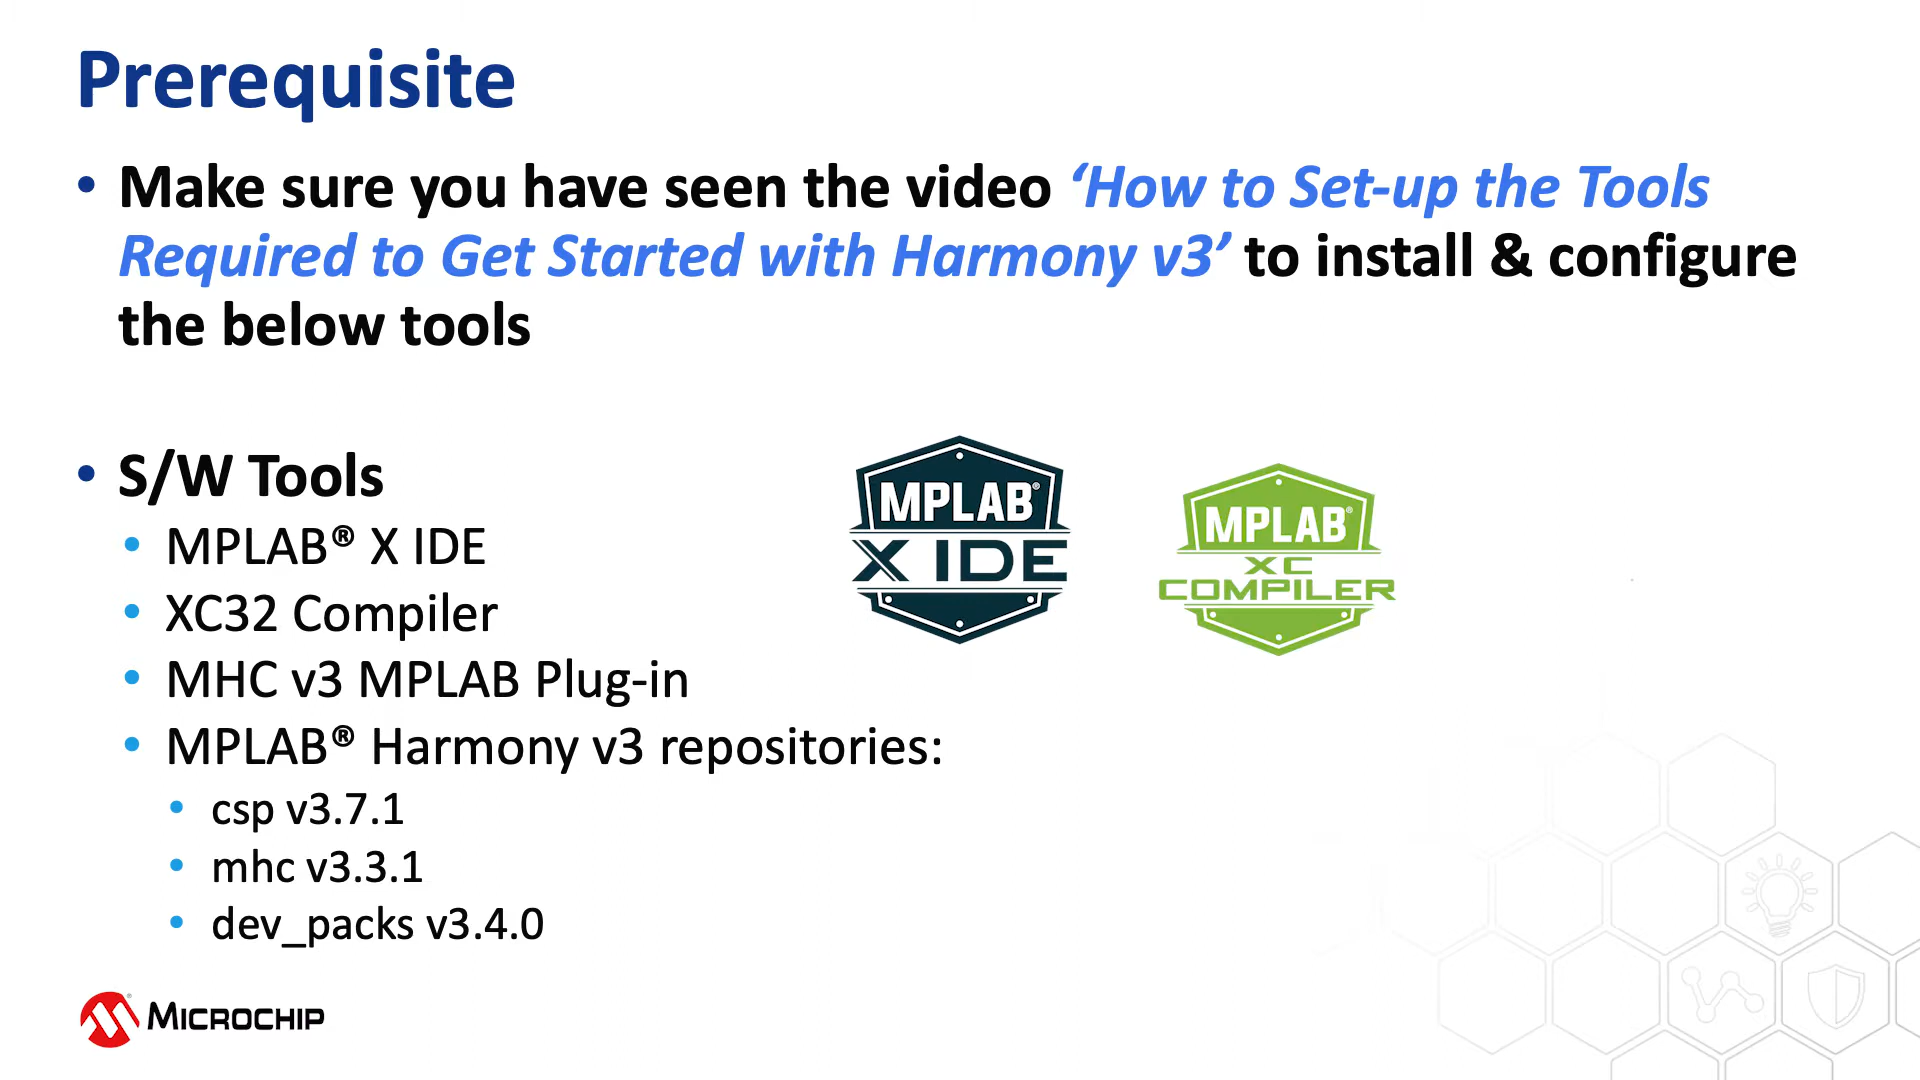 Prerequisite
• Make sure you have seen the video ‘How to Set-up the Tools
Required to Get Started with Harmony v3’ to install & configure
the below tools
• S/W Tools
• MPLAB® X IDE
• XC32 Compiler
• MHC v3 MPLAB Plug-in
• MPLAB® Harmony v3 repositories:
• csp v3.7.1
• mhc v3.3.1
• dev_packs v3.4.0
MPLAB®
X IDE
MPLAB®
XC
COMPILER
MICROCHIP